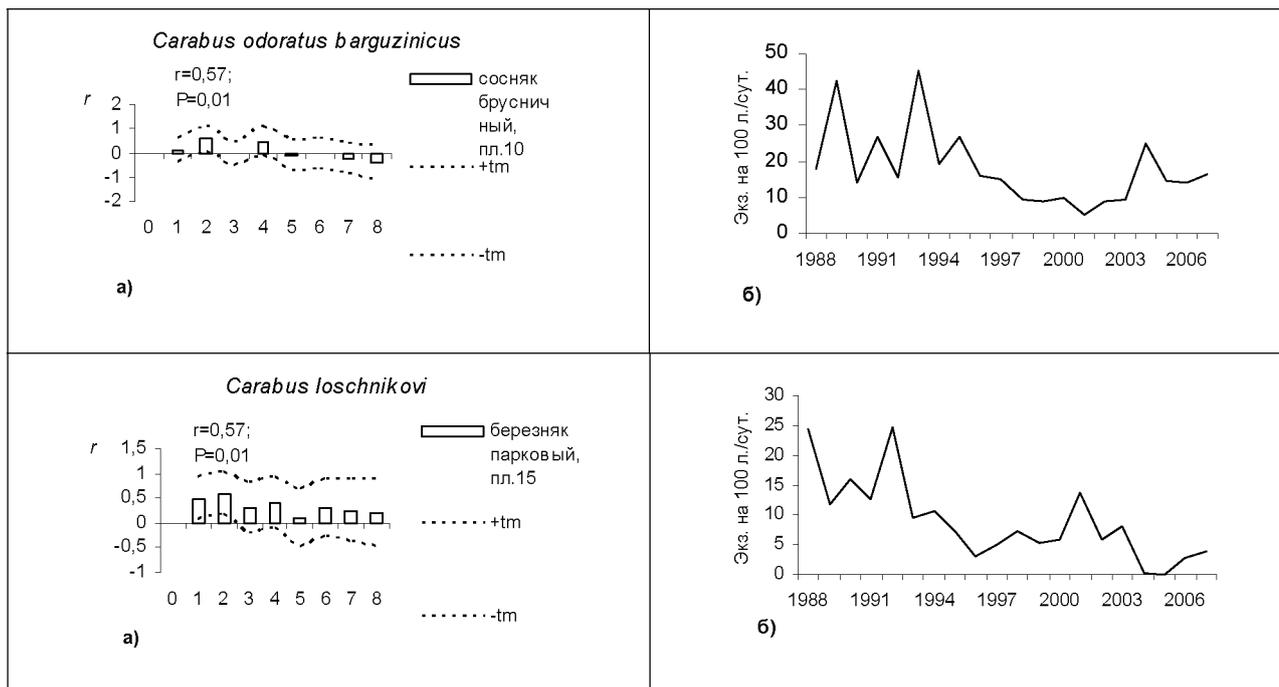 Carabus odoratus barguzinicus
r=0,57;
P=0,01
r
2
1
0
-1
-2
0 1 2 3 4 5 6 7 8
сосняк
бруснич
ный,
пл.10
+tm
-tm
а)
Экз. на 100 л./сут.
50
40
30
20
10
0
1988 1991 1994 1997 2000 2003 2006
б)
Carabus loschnikovi
r=0,57;
P=0,01
r
1,5
1
0,5
0
-0,5
-1
0 1 2 3 4 5 6 7 8
березняк
парковый,
пл.15
+tm
-tm
а)
Экз. на 100 л./сут.
30
25
20
15
10
5
0
1988 1991 1994 1997 2000 2003 2006
б)